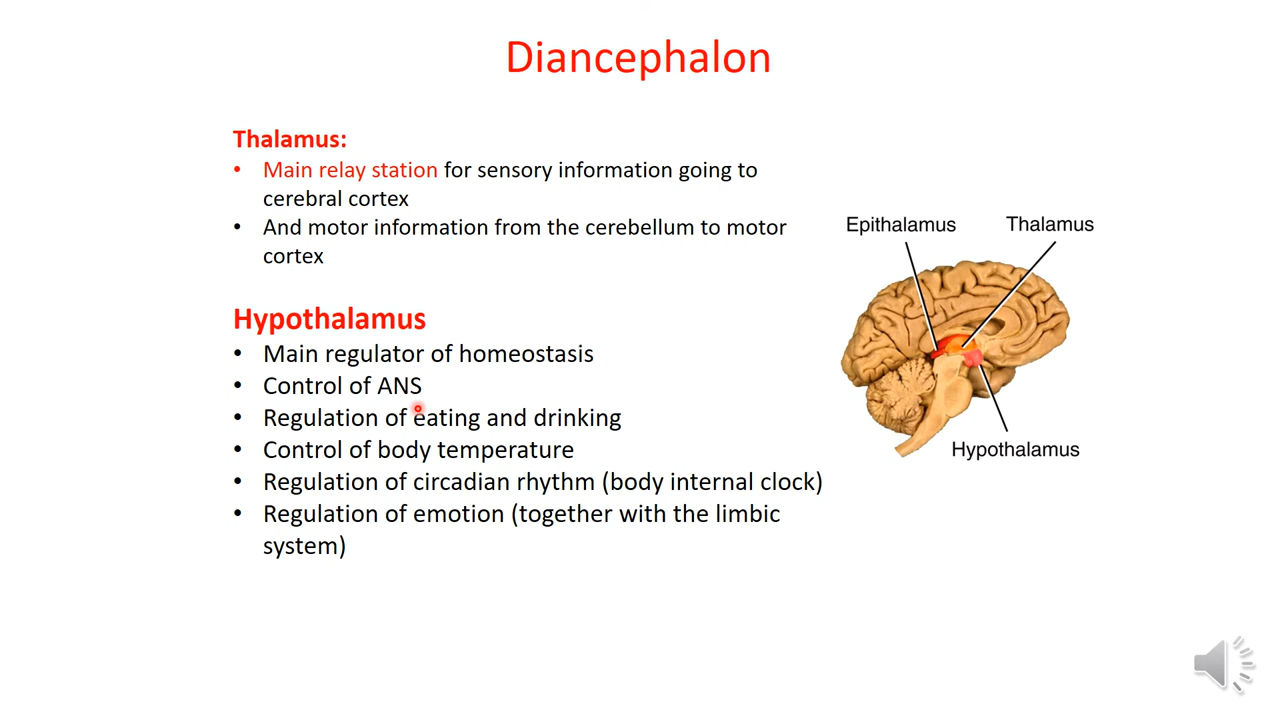 Diancephalon
Thalamus:
• Main relay station for sensory information going to
cerebral cortex
• And motor information from the cerebellum to motor
cortex
Hypothalamus
• Main regulator of homeostasis
• Control of ANS
• Regulation of eating and drinking
• Control of body temperature
• Regulation of circadian rhythm (body internal clock)
• Regulation of emotion (together with the limbic
system)
Epithalamus
Thalamus
Hypothalamus